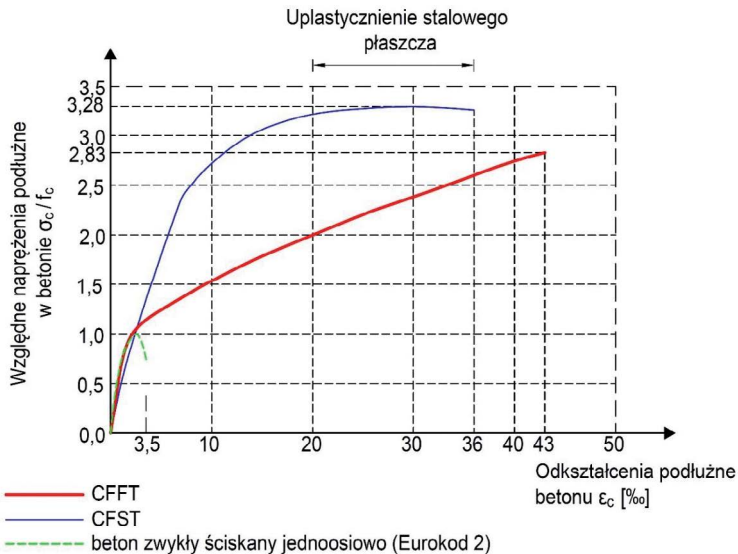 Uplastycznienie stalowego
płaszcza
3,5
3,28
3,0
2,83
2,5
2,0
1,5
1,0
0,5
0,0
Względne naprężenia podłużne
w betonie σc/fc
3,5 10 20 30 36 40 43 50
Odkształcenia podłużne
betonu εc [‰]
CFFT
CFST
beton zwykły ściskany jednoosiowo (Eurokod 2)